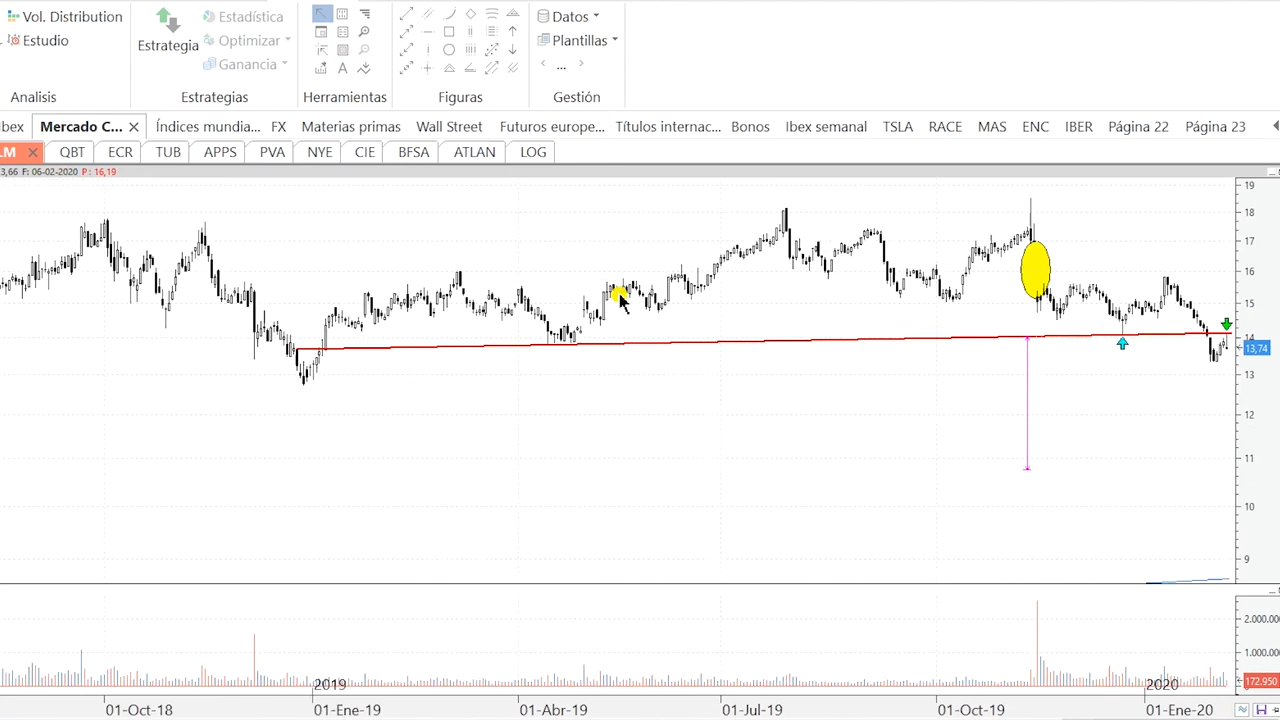 Vol. Distribution
Estudio
Analisis
Estrategia
Estadística
Optimizar
Ganancia
Estrategias
A
Herramientas
Figuras
Datos
Plantillas
...
Gestión
Ibex
Mercado C...
Índices mundia...
FX
Materias primas
Wall Street
Futuros europe...
Títulos internac...
Bonos
Ibex semanal
TSLA
RACE
MAS
ENC
IBER
Página 22
Página 23
LM
QBT
ECR
TUB
APPS
PVA
NYE
CIE
BFSA
ATLAN
LOG
3,66 F: 06-02-2020 P: 16,19
19
18
17
16
15
14
13,74
13
12
11
10
9
2.000.000
1.000.000
172.950
2019
2020
01-Oct-18
01-Ene-19
01-Abr-19
01-Jul-19
01-Oct-19
01-Ene-20